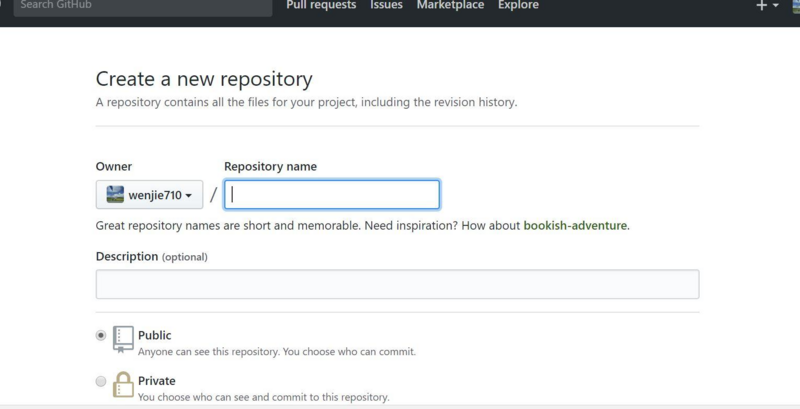 Search GitHub
Pull requests Issues Marketplace Explore
Create a new repository
A repository contains all the files for your project, including the revision history.
Owner Repository name
wenjie710 /
Great repository names are short and memorable. Need inspiration? How about bookish-adventure.
Description (optional)
Public
Anyone can see this repository. You choose who can commit.
Private
You choose who can see and commit to this repository.